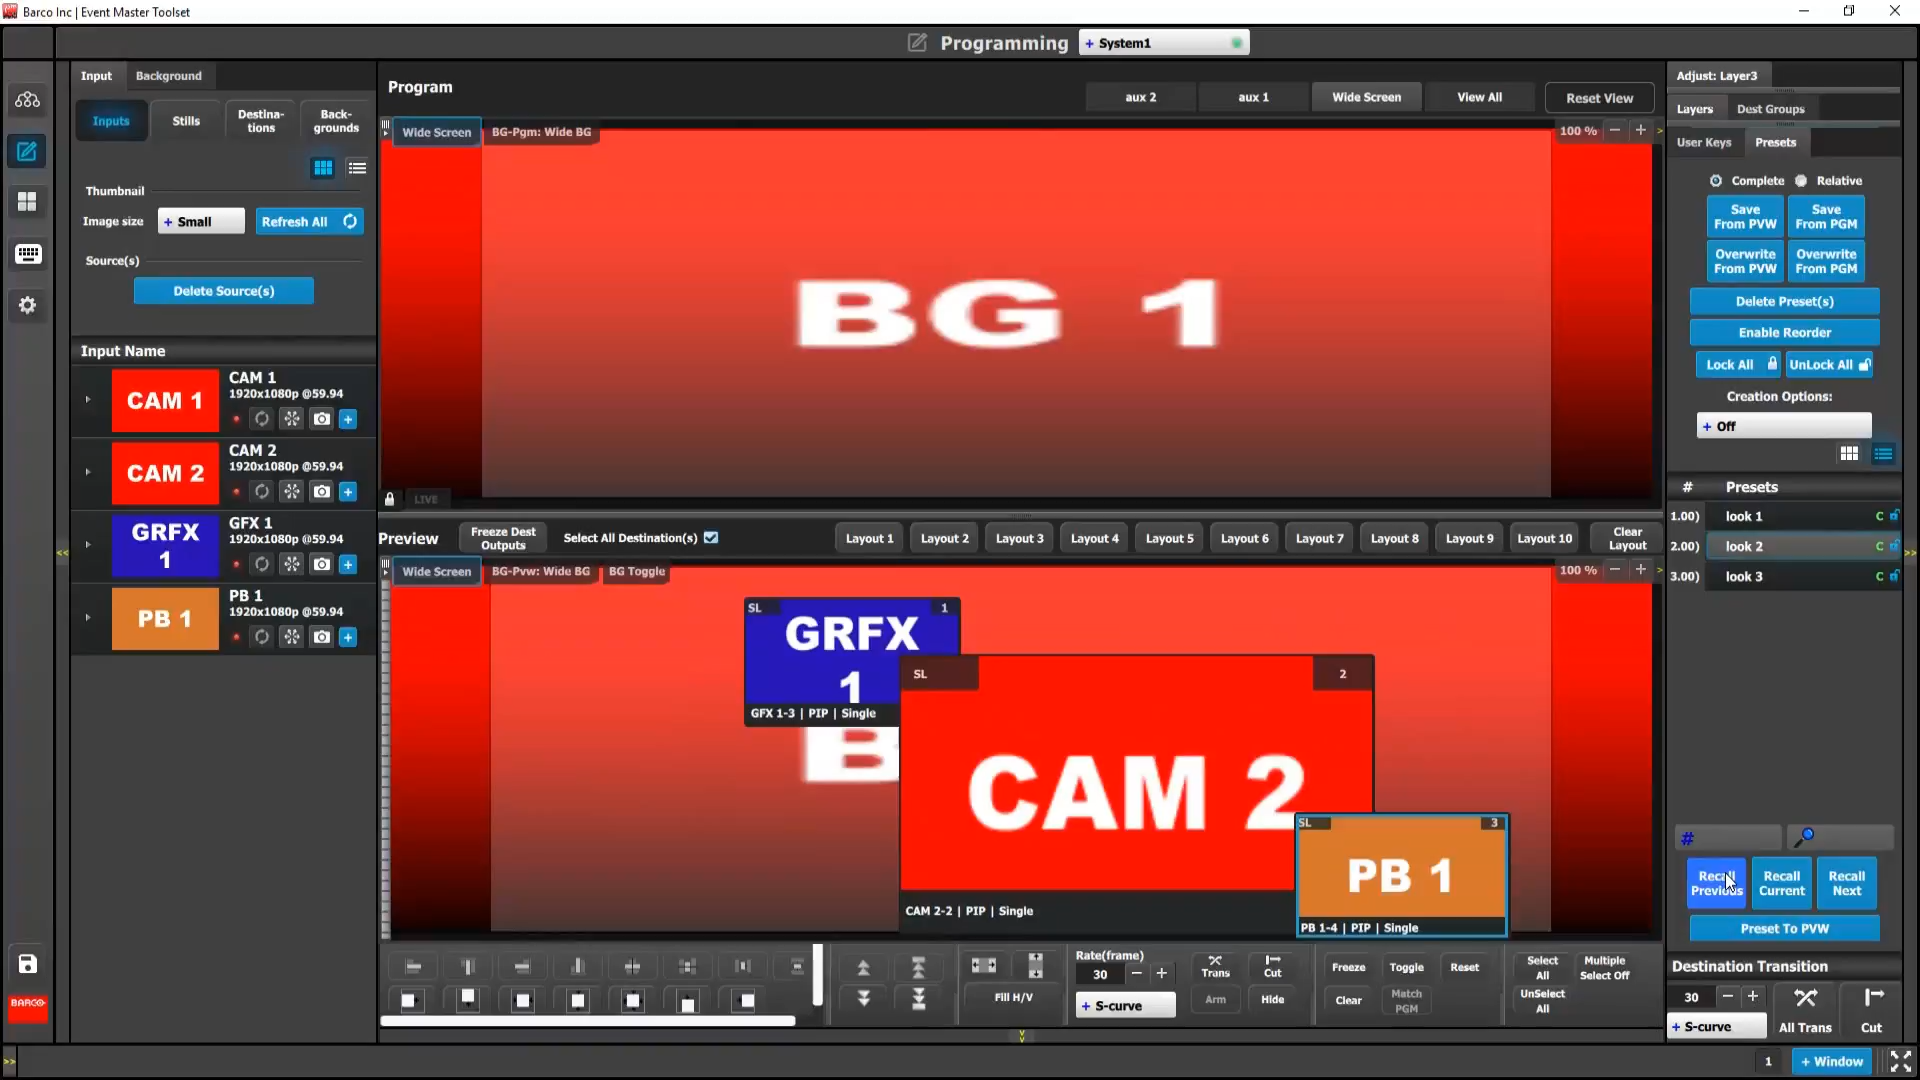 Barco Inc | Event Master Toolset
Programming
+ System1
Input
Background
Inputs
Stills
Destina-
tions
Back-
grounds
Thumbnail
Image size
+ Small
Refresh All
Source(s)
Delete Source(s)
Input Name
CAM 1
CAM 1
1920x1080p @59.94
CAM 2
CAM 2
1920x1080p @59.94
GRFX
1
GFX 1
1920x1080p @59.94
PB 1
PB 1
1920x1080p @59.94
BARCO
Program
aux 2
aux 1
Wide Screen
View All
Reset View
Wide Screen
BG-Pgm: Wide BG
100 %
BG 1
LIVE
Preview
Freeze Dest
Outputs
Select All Destination(s)
Layout 1
Layout 2
Layout 3
Layout 4
Layout 5
Layout 6
Layout 7
Layout 8
Layout 9
Layout 10
Clear
Layout
Wide Screen
BG-Pvw: Wide BG
BG Toggle
100 %
SL
1
GRFX
1
GFX 1-3 | PIP | Single
B
SL
2
CAM 2
CAM 2-2 | PIP | Single
SL
3
PB 1
PB 1-4 | PIP | Single
Fill H/V
Rate(frame)
30
+ S-curve
Trans
Cut
Arm
Hide
Freeze
Toggle
Reset
Clear
Match
PGM
Select
All
Multiple
Select Off
UnSelect
All
Adjust: Layer3
Layers
Dest Groups
User Keys
Presets
Complete
Relative
Save
From PVW
Save
From PGM
Overwrite
From PVW
Overwrite
From PGM
Delete Preset(s)
Enable Reorder
Lock All
UnLock All
Creation Options:
+ Off
# Presets
1.00) look 1 C
2.00) look 2 C
3.00) look 3 C
#
Recall
Previous
Recall
Current
Recall
Next
Preset To PVW
Destination Transition
30
+ S-curve
All Trans
Cut
1
+ Window